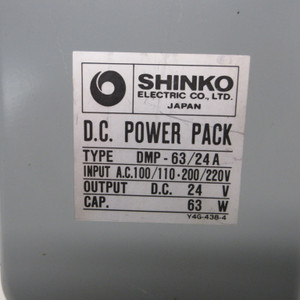 SHINKO
ELECTRIC CO., LTD.
JAPAN
D.C. POWER PACK
TYPE DMP-63/24A
INPUT A.C.100/110-200/220V
OUTPUT D.C. 24 V
CAP. 63 W
Y4G-438-4